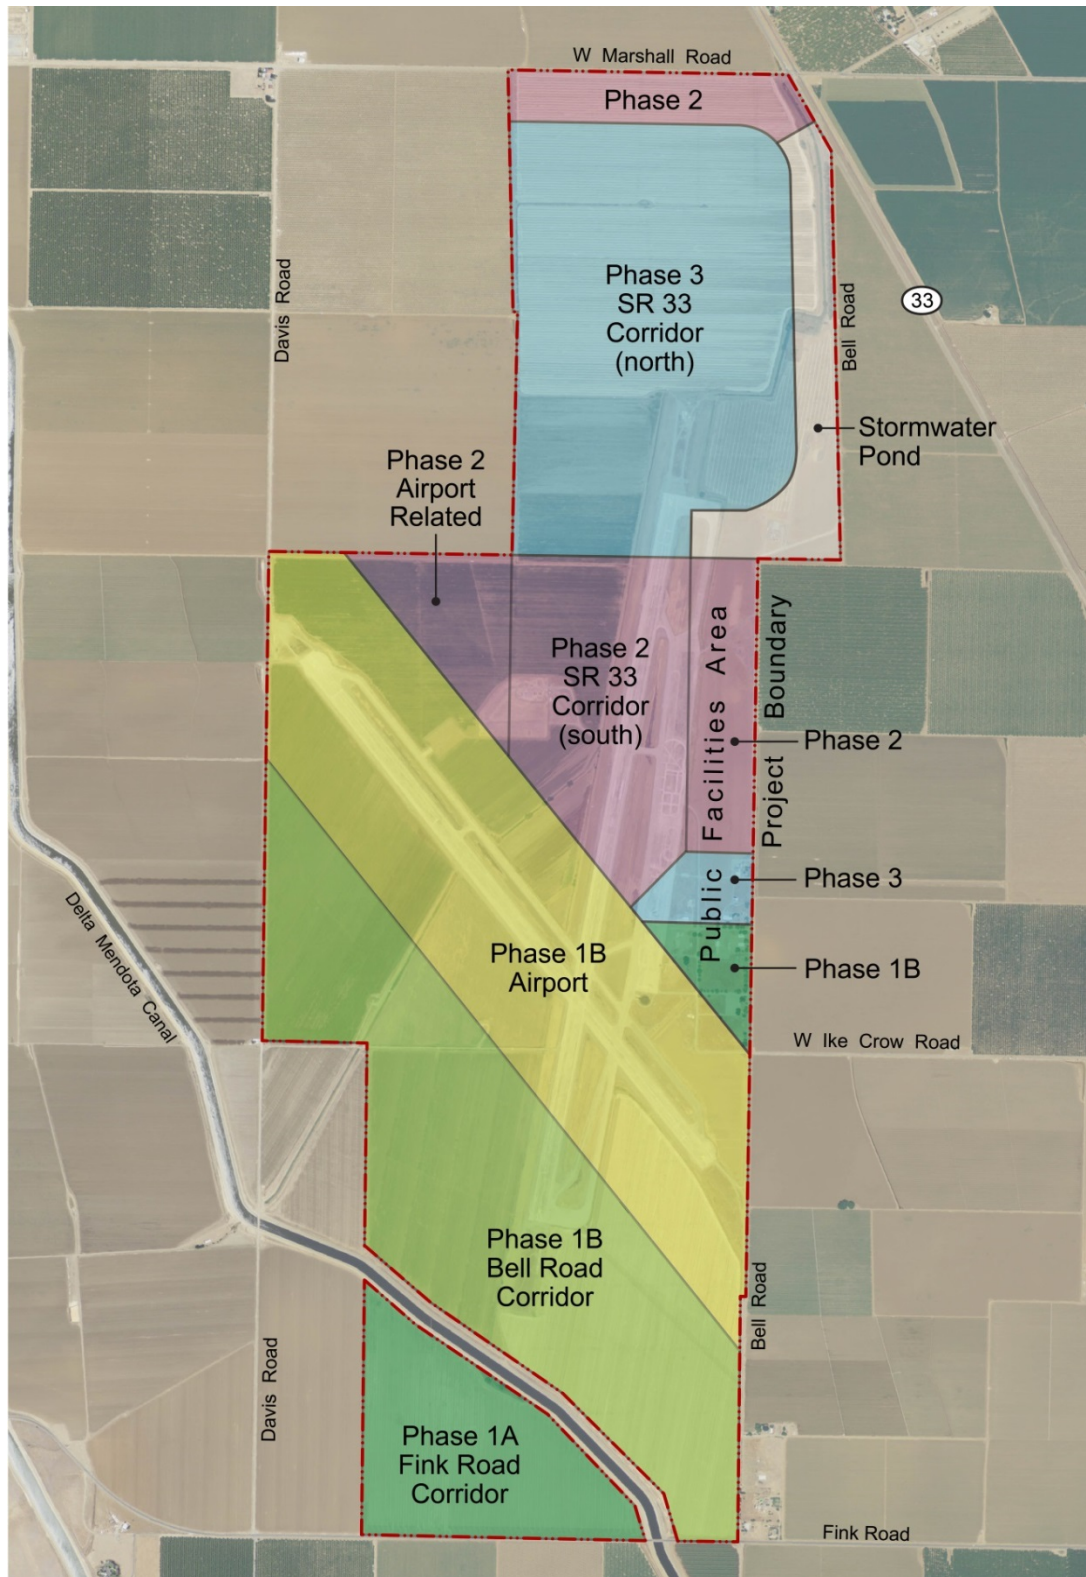 W Marshall Road
Phase 2
Davis Road
Phase 3
SR 33
Corridor
(north)
33
Bell Road
Stormwater
Pond
Phase 2
Airport
Related
Phase 2
SR 33
Corridor
(south)
Public Facilities Area
Project Boundary
Phase 2
Phase 3
Phase 1B
Delta Mendota Canal
Phase 1B
Airport
W Ike Crow Road
Phase 1B
Bell Road
Corridor
Bell Road
Davis Road
Phase 1A
Fink Road
Corridor
Fink Road